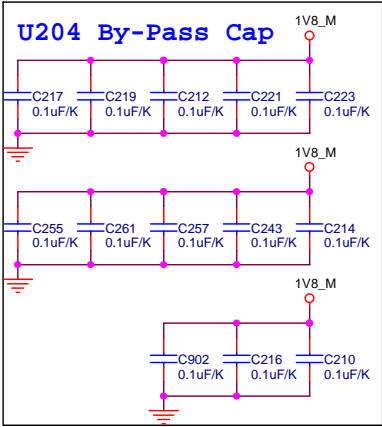 U204 By-Pass Cap
1V8_M
C217 C219 C212 C221 C223
0.1uF/K 0.1uF/K 0.1uF/K 0.1uF/K 0.1uF/K
1V8_M
C255 C261 C257 C243 C214
0.1uF/K 0.1uF/K 0.1uF/K 0.1uF/K 0.1uF/K
1V8_M
C902 C216 C210
0.1uF/K 0.1uF/K 0.1uF/K